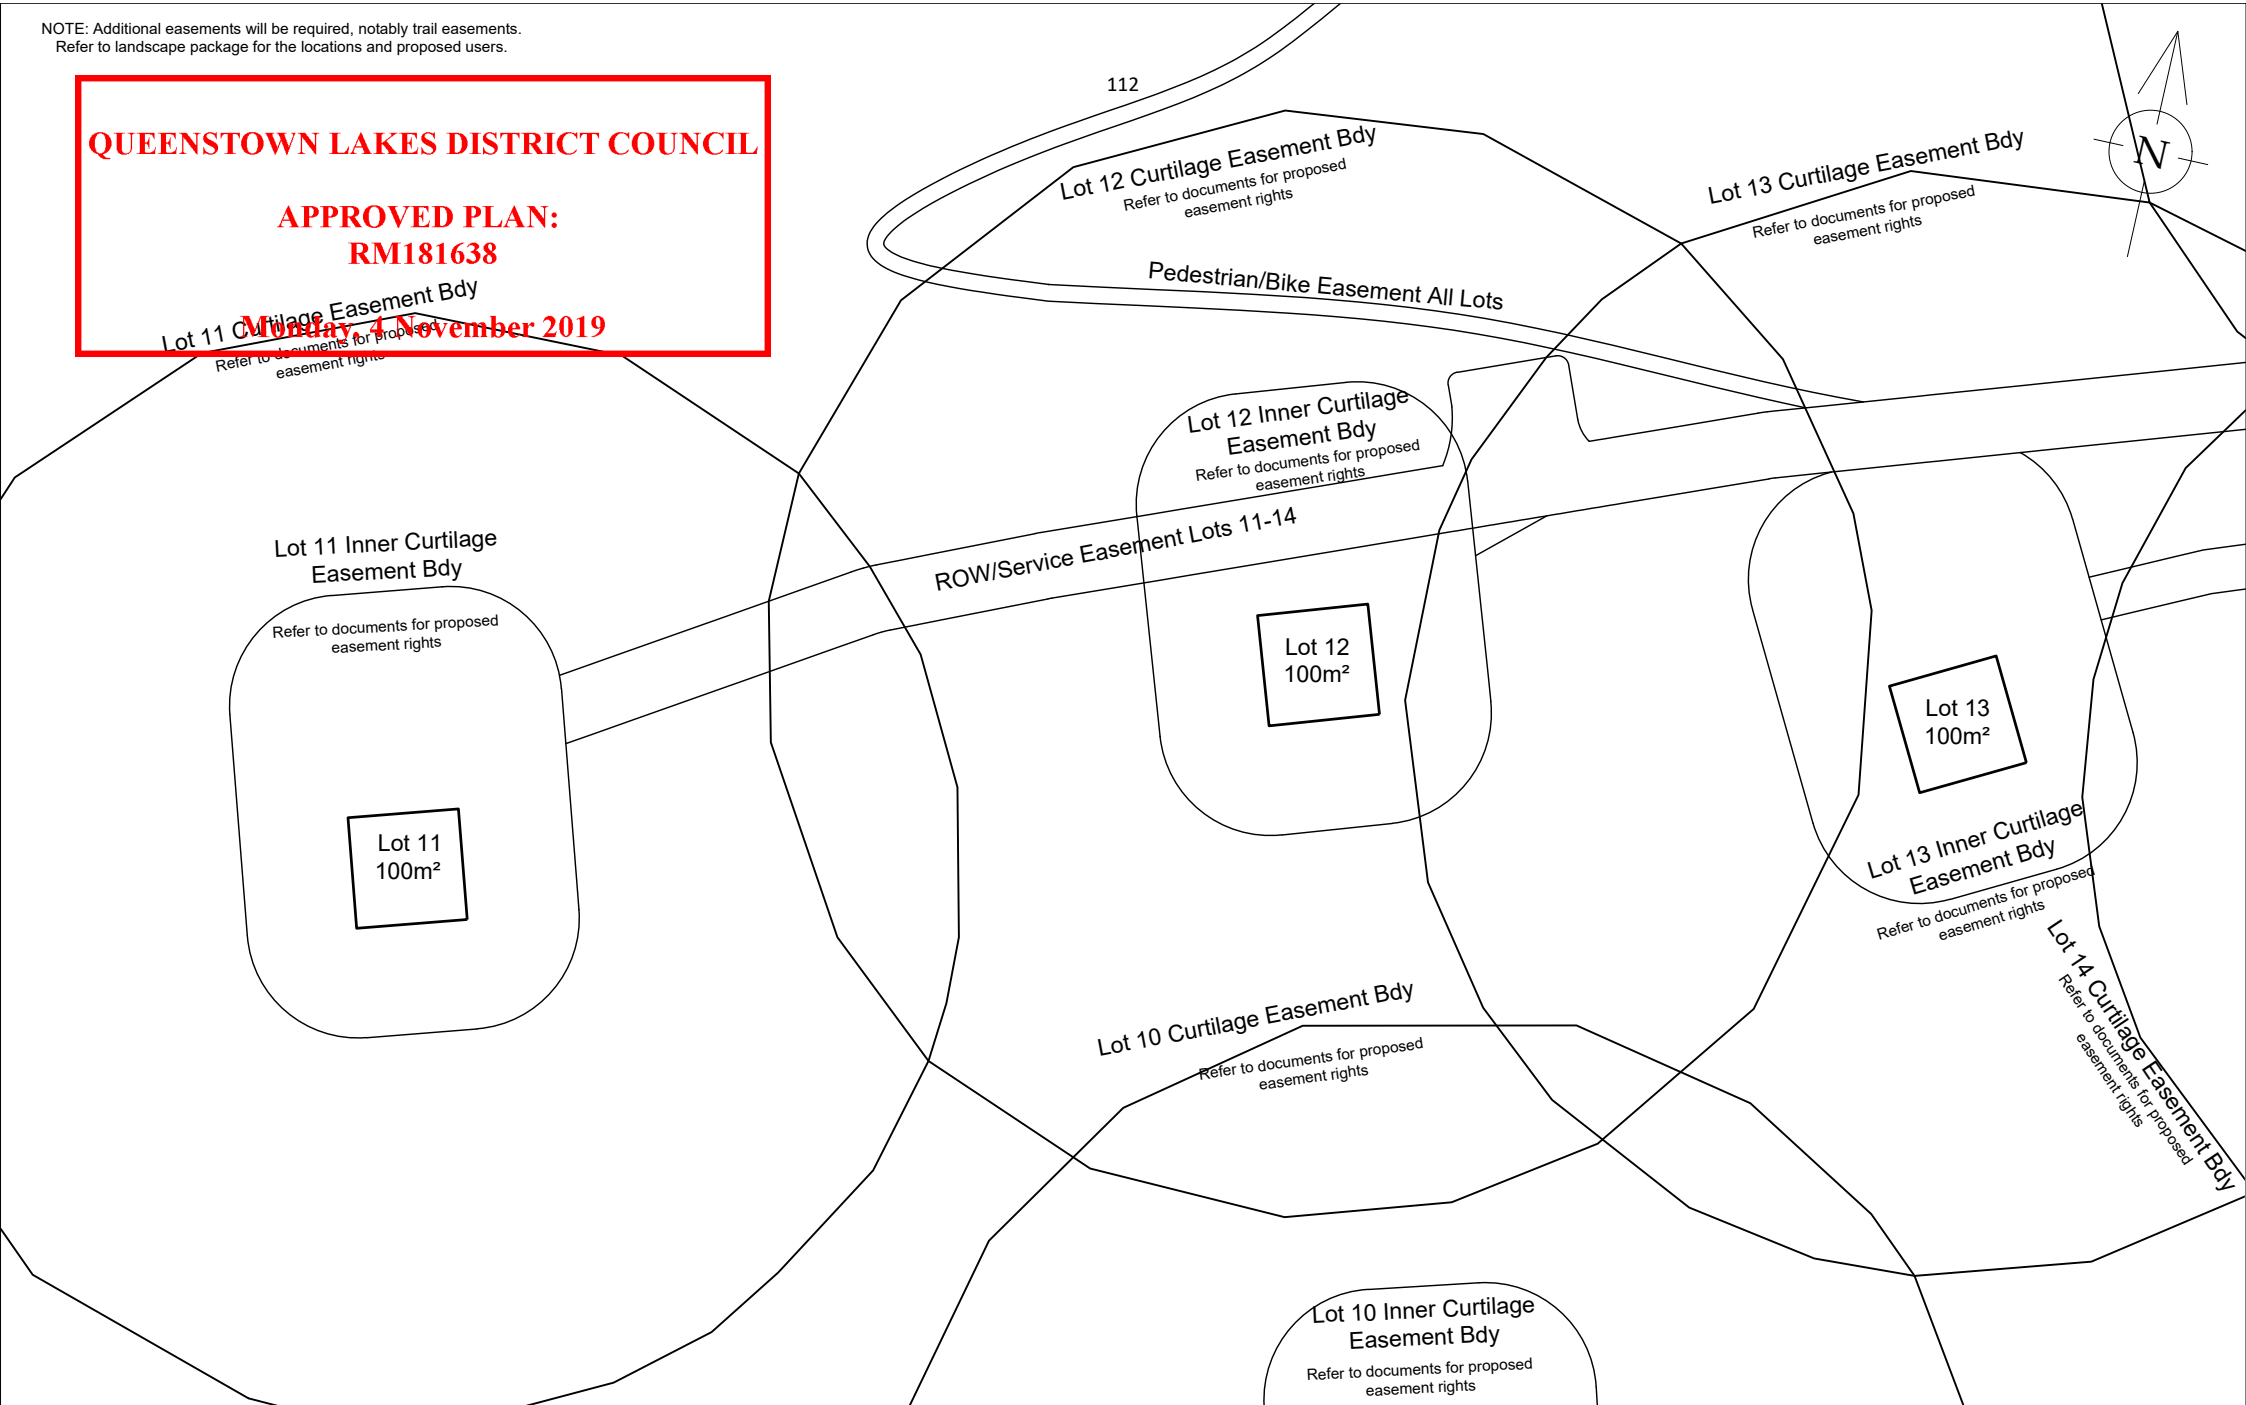 NOTE: Additional easements will be required, notably trail easements.
Refer to landscape package for the locations and proposed users.
QUEENSTOWN LAKES DISTRICT COUNCIL
APPROVED PLAN:
RM181638
Monday, 4 November 2019
112
N
Lot 12 Curtilage Easement Bdy
Refer to documents for proposed
easement rights
Lot 13 Curtilage Easement Bdy
Refer to documents for proposed
easement rights
Lot 11 Curtilage Easement Bdy
Refer to documents for proposed
easement rights
Pedestrian/Bike Easement All Lots
Lot 12 Inner Curtilage
Easement Bdy
Refer to documents for proposed
easement rights
ROW/Service Easement Lots 11-14
Lot 11 Inner Curtilage
Easement Bdy
Refer to documents for proposed
easement rights
Lot 12
100m²
Lot 13
100m²
Lot 11
100m²
Lot 13 Inner Curtilage
Easement Bdy
Refer to documents for proposed
easement rights
Lot 14 Curtilage Easement Bdy
Refer to documents for proposed
easement rights
Lot 10 Curtilage Easement Bdy
Refer to documents for proposed
easement rights
Lot 10 Inner Curtilage
Easement Bdy
Refer to documents for proposed
easement rights